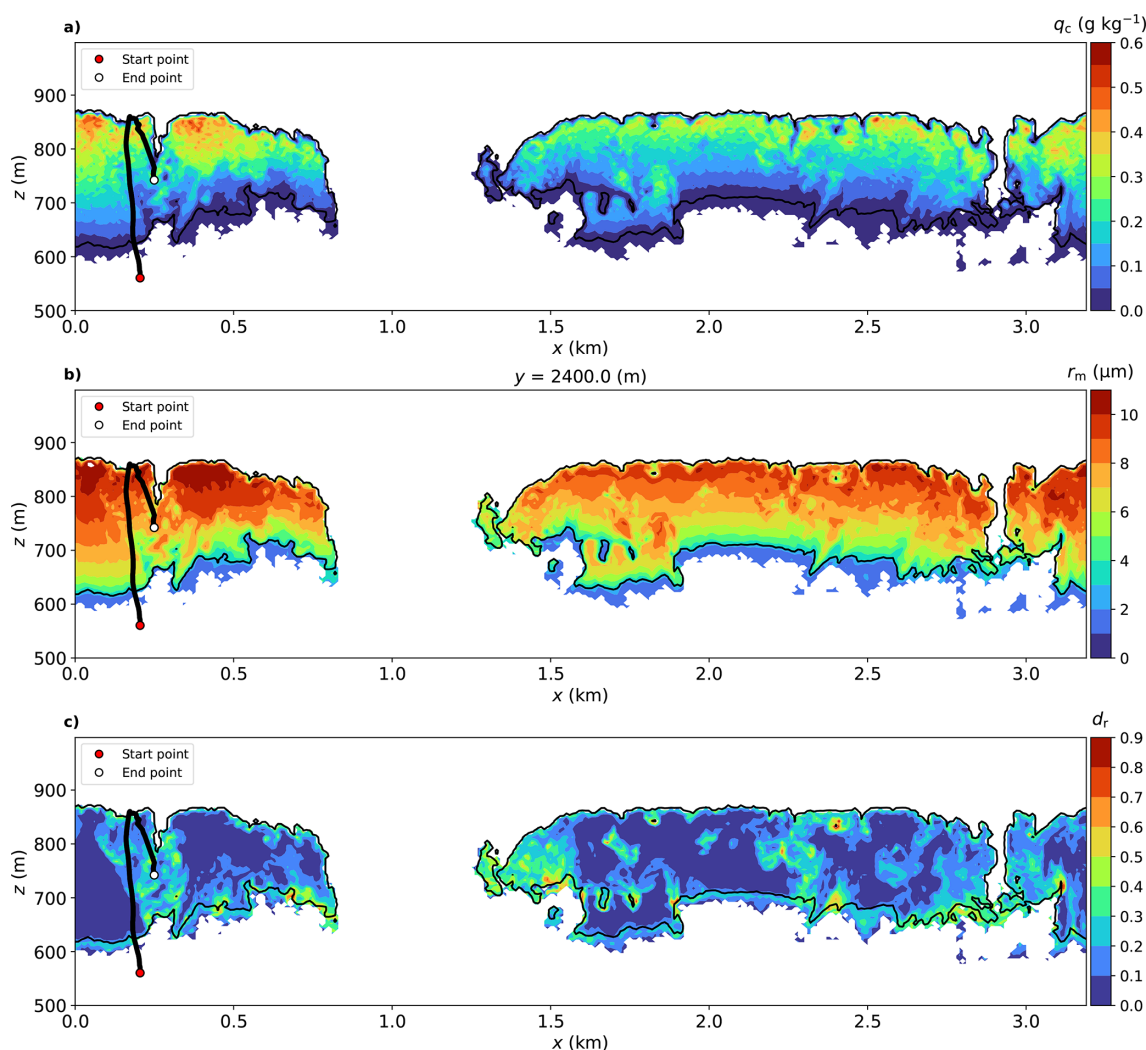 a)
q_c (g kg⁻¹)
Start point
End point
900
800
700
600
500
z (m)
0.0 0.5 1.0 1.5 2.0 2.5 3.0
x (km)
0.6
0.5
0.4
0.3
0.2
0.1
0.0
b)
y = 2400.0 (m)
r_m (μm)
Start point
End point
900
800
700
600
500
z (m)
0.0 0.5 1.0 1.5 2.0 2.5 3.0
x (km)
10
8
6
4
2
0
c)
d_r
Start point
End point
900
800
700
600
500
z (m)
0.0 0.5 1.0 1.5 2.0 2.5 3.0
x (km)
0.9
0.8
0.7
0.6
0.5
0.4
0.3
0.2
0.1
0.0